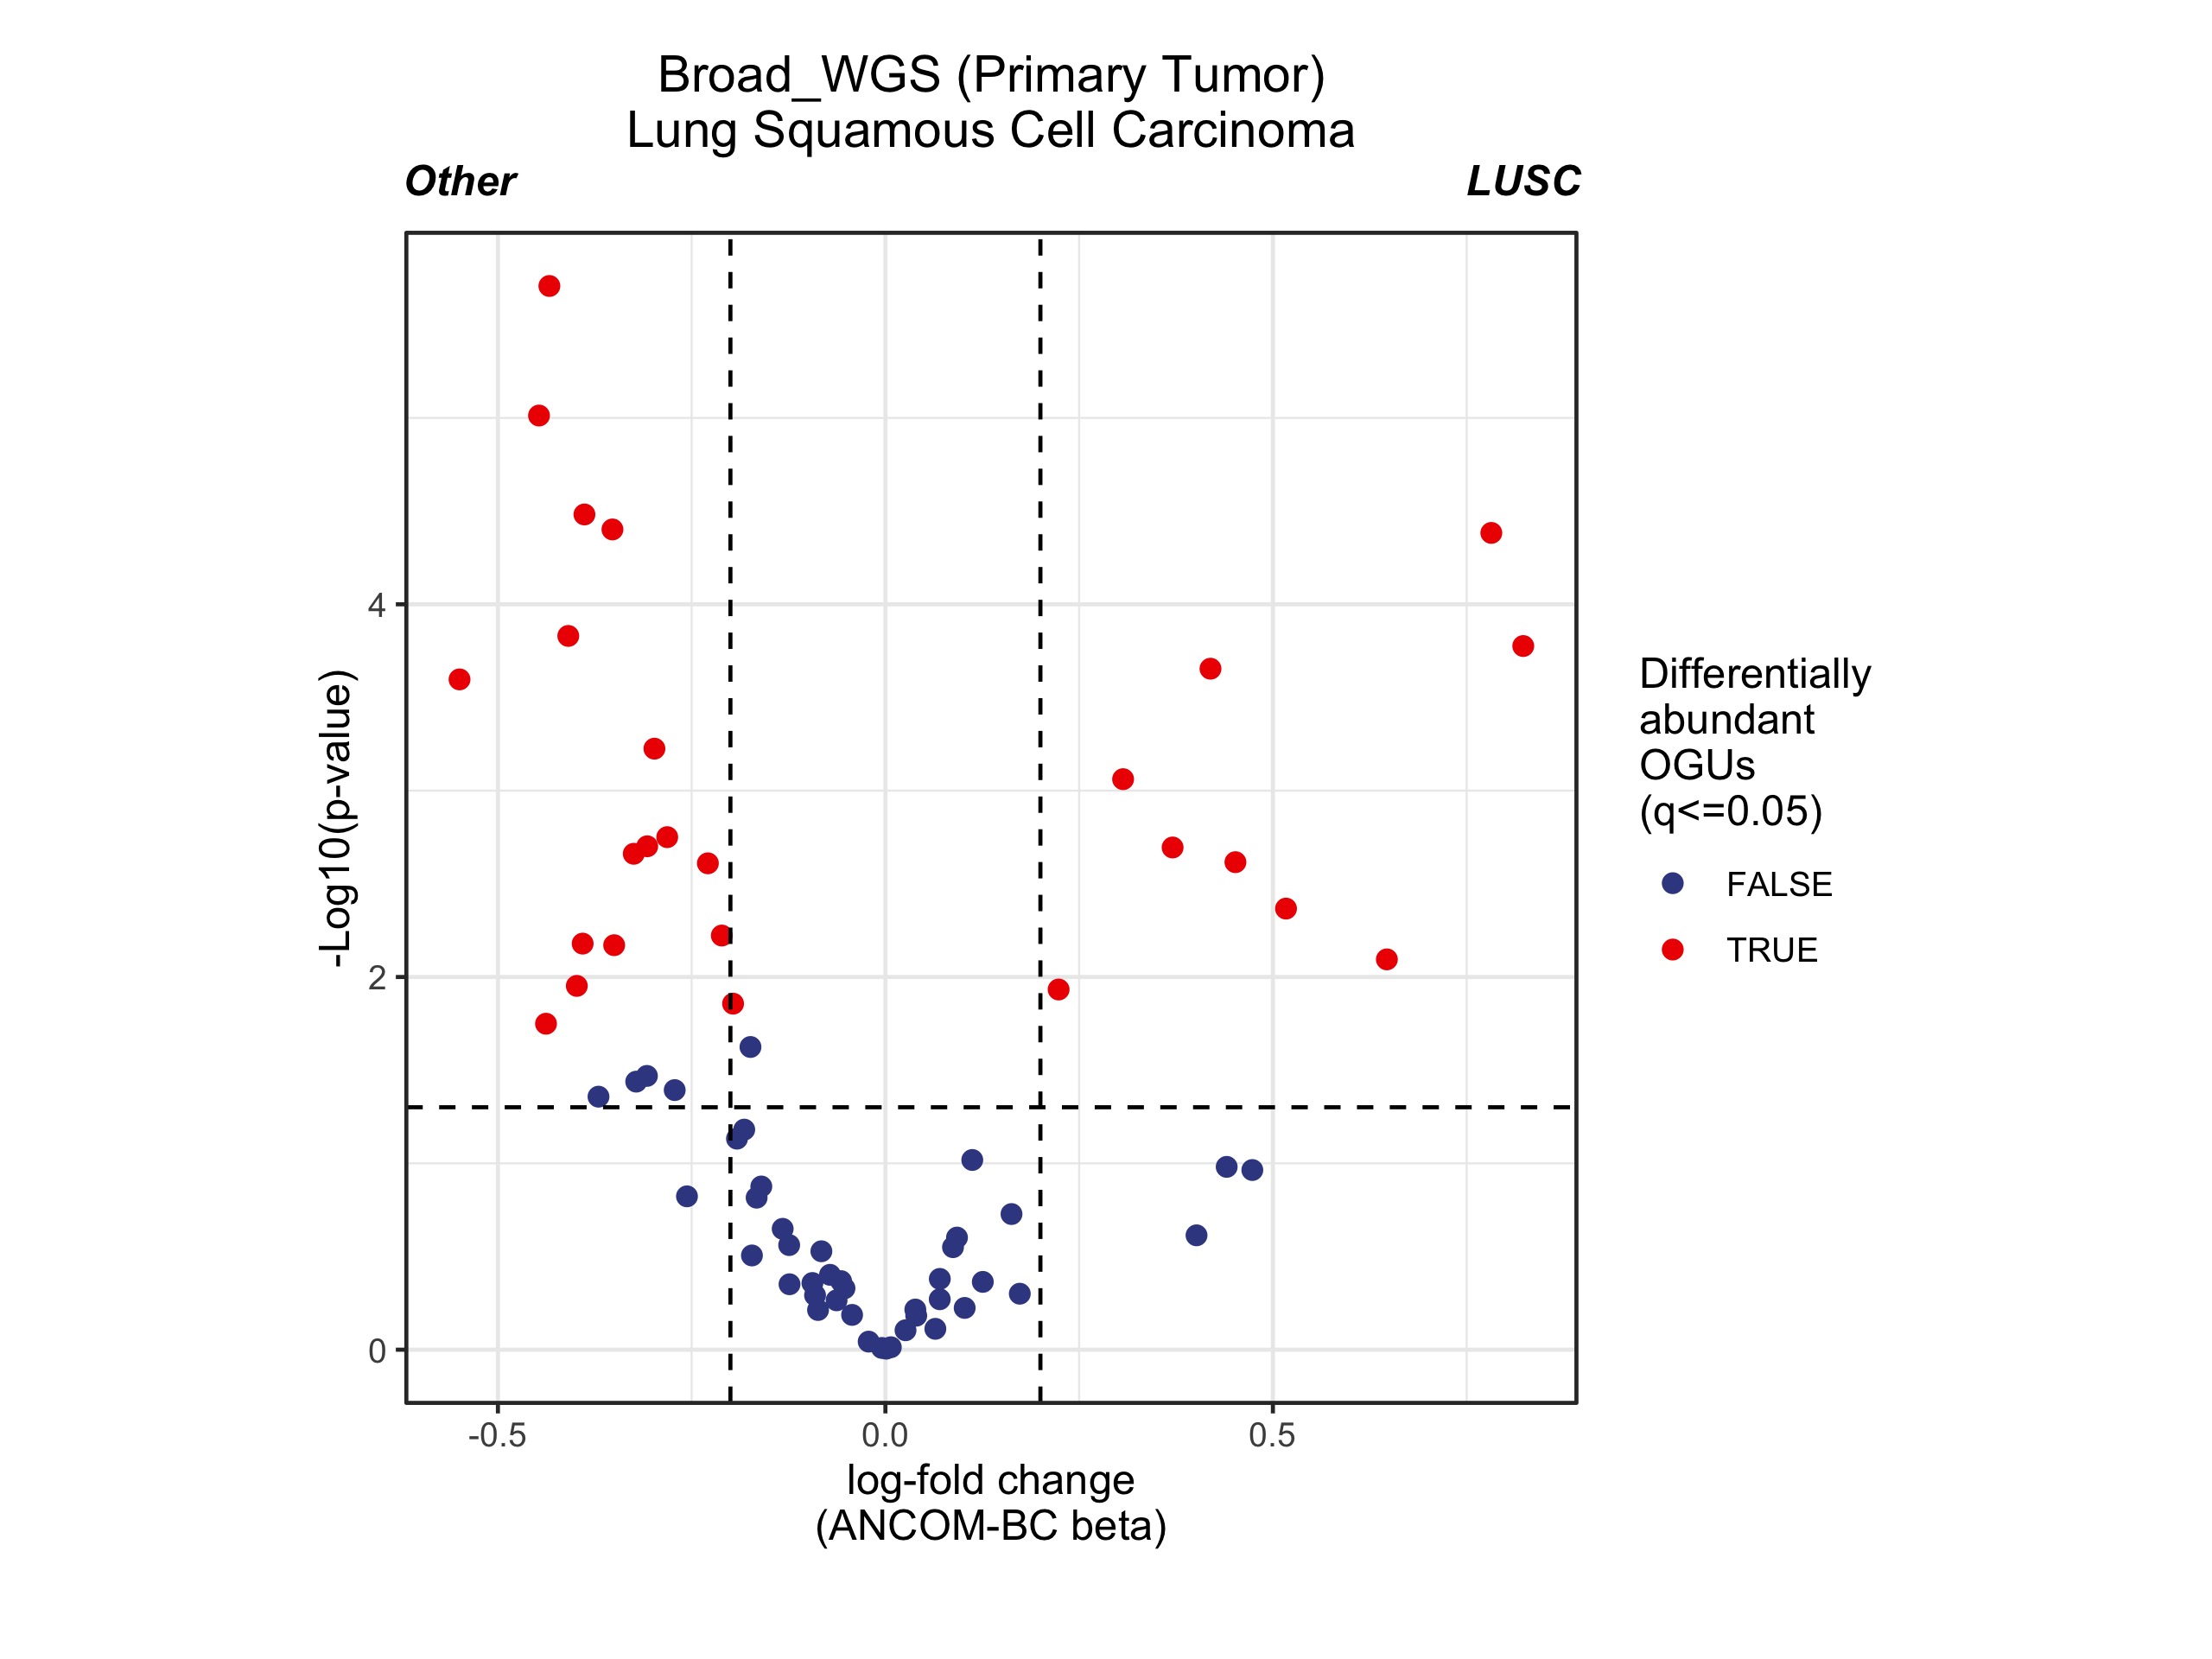 Broad_WGS (Primary Tumor)
Lung Squamous Cell Carcinoma
Other
LUSC
-Log10(p-value)
4
2
0
-0.5
0.0
0.5
log-fold change
(ANCOM-BC beta)
Differentially
abundant
OGUs
(q<=0.05)
FALSE
TRUE